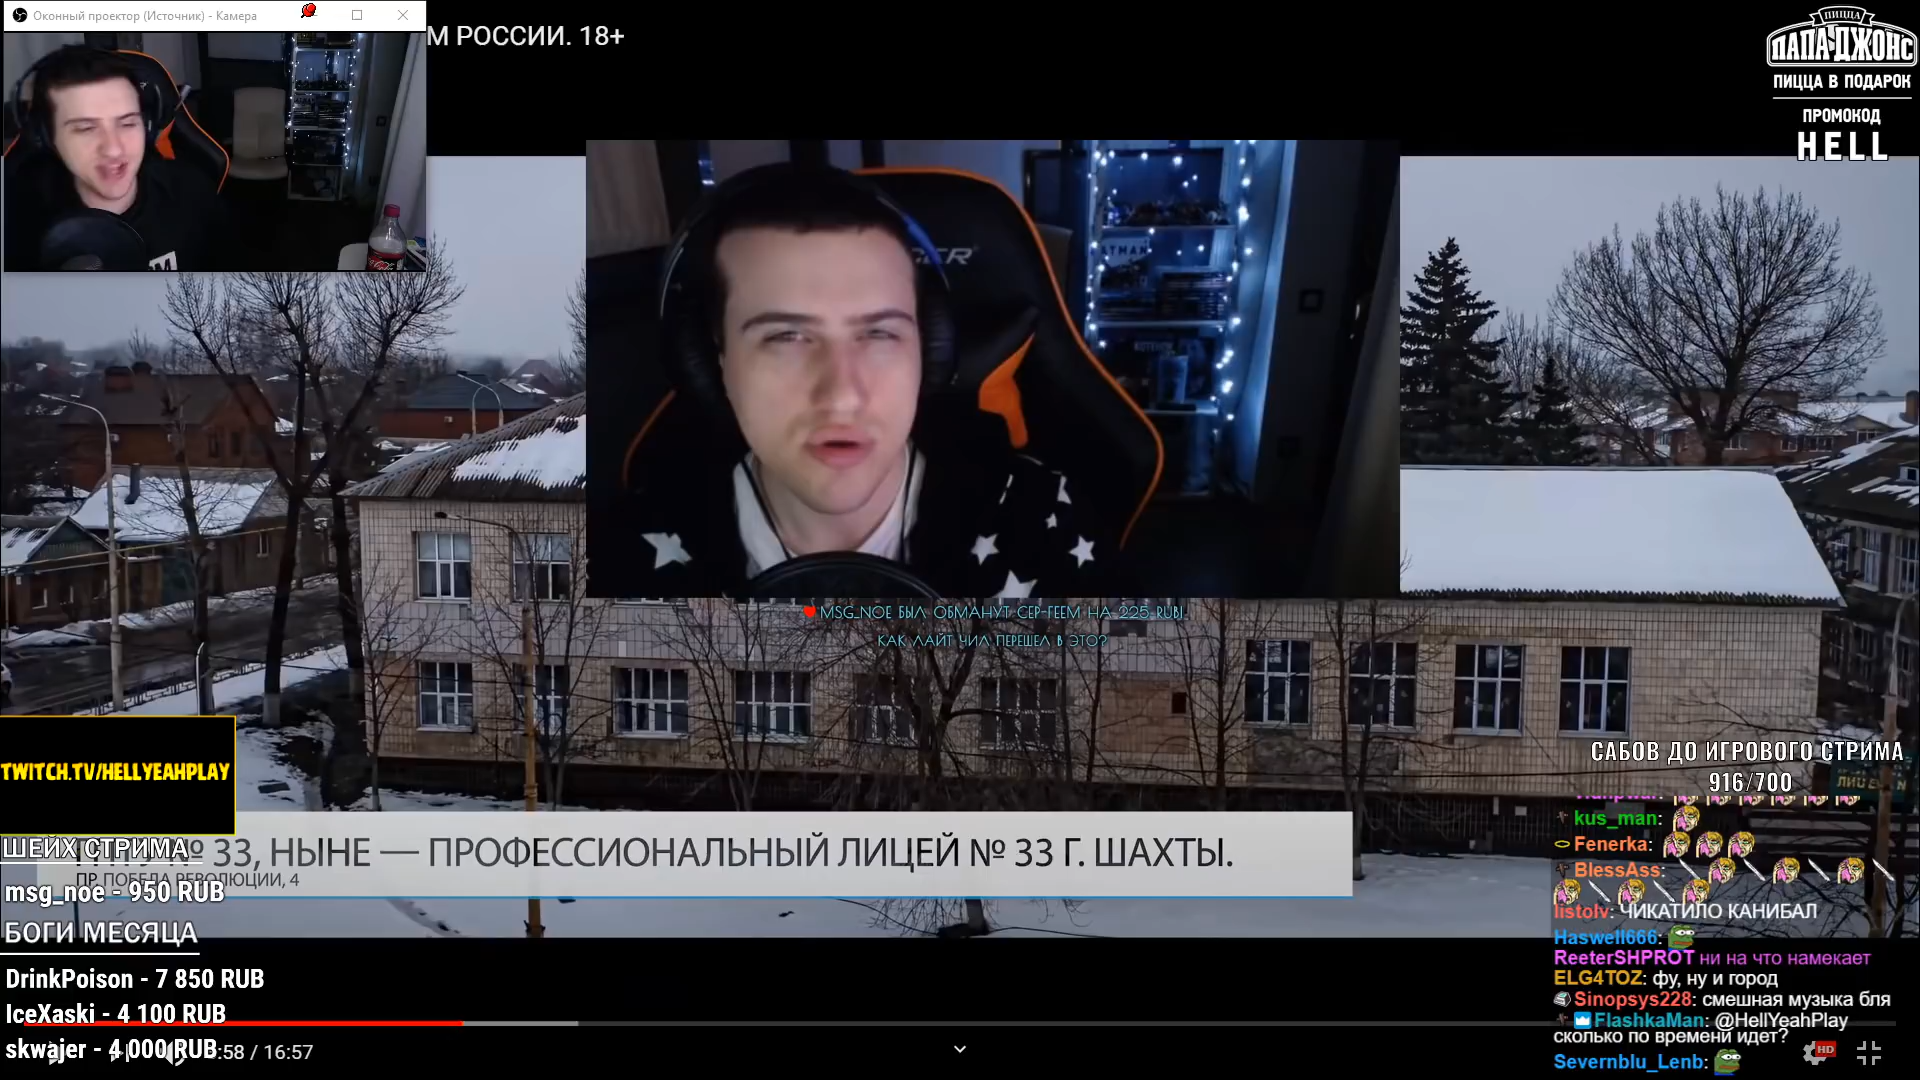 Оконный проектор (Источник) - Камера
М РОССИИ. 18+
ПИЦЦА
ПАПА ДЖОНС
ПИЦЦА В ПОДАРОК
ПРОМОКОД
HELL
MSG_NOE БЫЛ ОБМАНУТ СЕР-ГЕЕМ НА 225 RUB!
КАК ЛАЙТ ЧИЛ ПЕРЕШЕЛ В ЭТО?
TWITCH.TV/HELLYEAHPLAY
САБОВ ДО ИГРОВОГО СТРИМА
916/700
№ 33, НЫНЕ — ПРОФЕССИОНАЛЬНЫЙ ЛИЦЕЙ № 33 Г. ШАХТЫ.
ПР. ПОБЕДА РЕВОЛЮЦИИ, 4
ШЕЙХ СТРИМА
msg_noe - 950 RUB
БОГИ МЕСЯЦА
DrinkPoison - 7 850 RUB
IceXaski - 4 100 RUB
skwajer - 4 000 RUB
:58 / 16:57
kus_man:
Fenerka:
BlessAss:
listolv: ЧИКАТИЛО КАНИБАЛ
Haswell666:
ReeterSHPROT ни на что намекает
ELG4TOZ: фу, ну и город
Sinopsys228: смешная музыка бля
FlashkaMan: @HellYeahPlay
сколько по времени идет?
Severnblu_Lenb:
HD